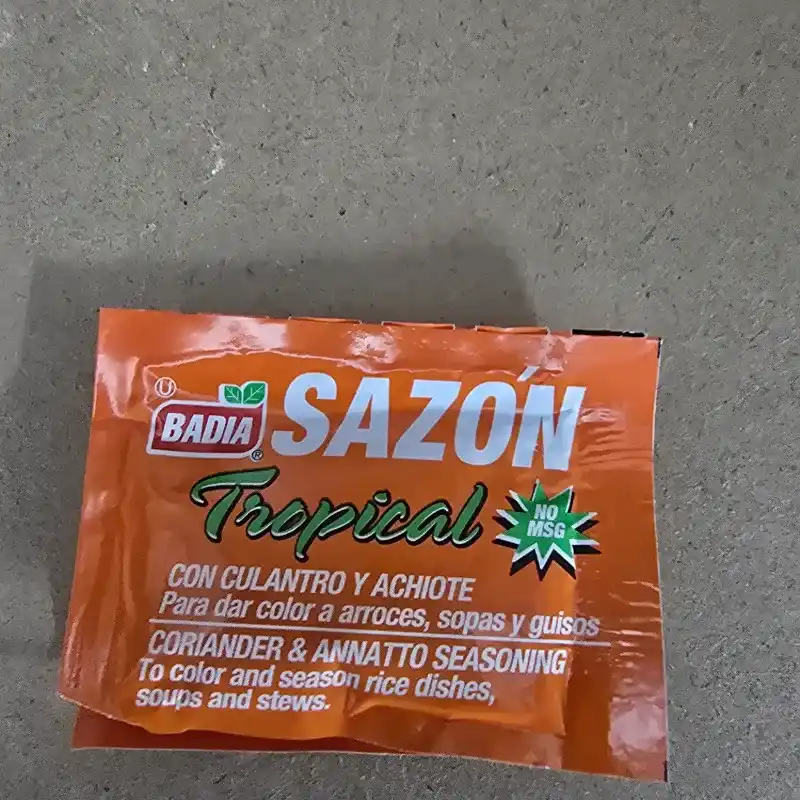 U
BADIA®
SAZÓN
Tropical
NO
MSG
CON CULANTRO Y ACHIOTE
Para dar color a arroces, sopas y guisos
CORIANDER & ANNATTO SEASONING
To color and season rice dishes,
soups and stews.